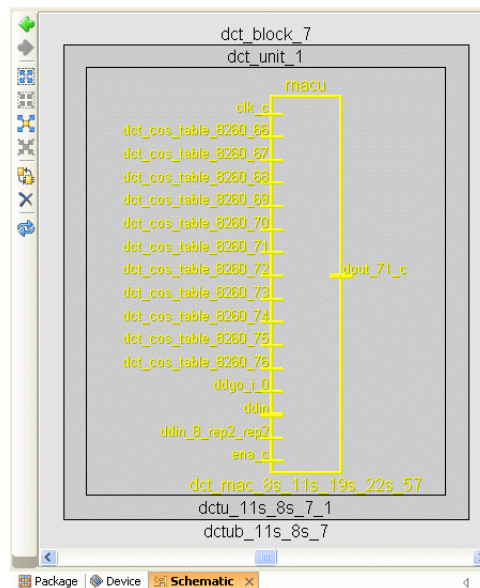 dct_block_7
dct_unit_1
macu
clk_c
dct_cos_table_8260_66
dct_cos_table_8260_67
dct_cos_table_8260_68
dct_cos_table_8260_69
dct_cos_table_8260_70
dct_cos_table_8260_71
dct_cos_table_8260_72
dout_71_c
dct_cos_table_8260_73
dct_cos_table_8260_74
dct_cos_table_8260_75
dct_cos_table_8260_76
ddgo_i_0
ddin
ddin_8_rep2_rep2
ena_c
dct_mac_8s_11s_19s_22s_57
dctu_11s_8s_7_1
dctub_11s_8s_7
Package Device Schematic